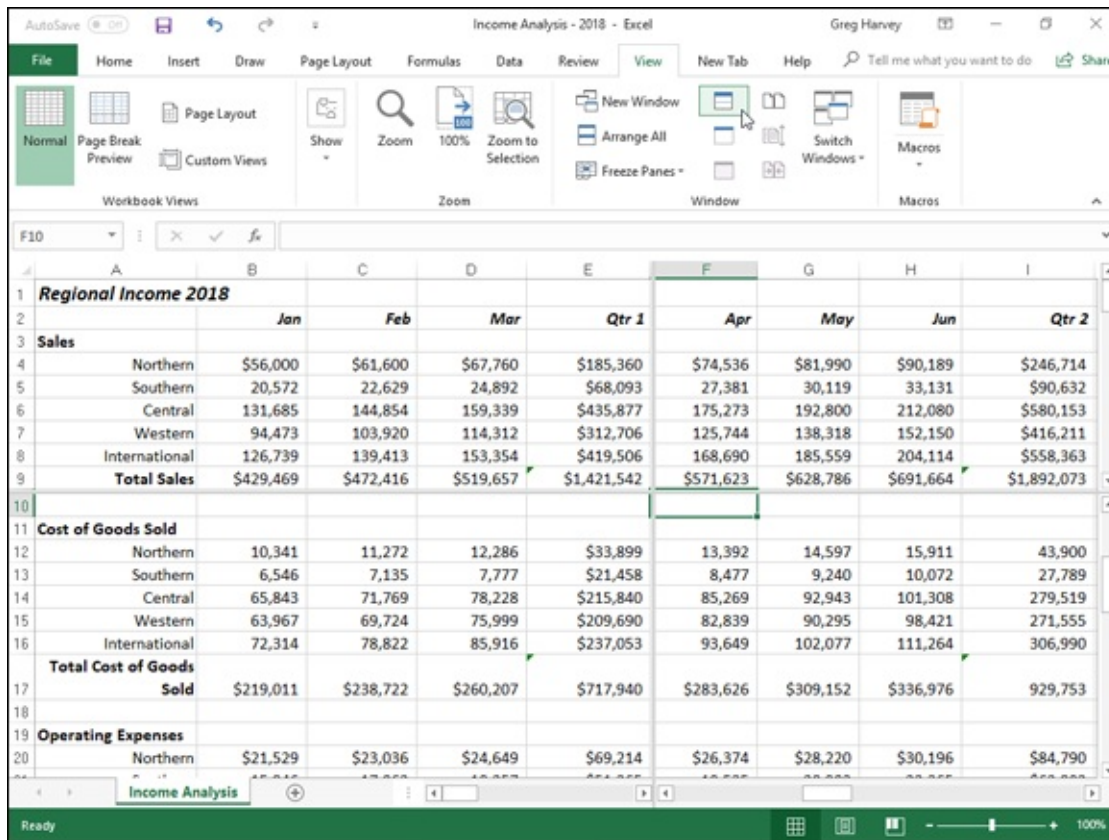 AutoSave On Income Analysis - 2018 - Excel Greg Harvey
File Home Insert Draw Page Layout Formulas Data Review View New Tab Help Tell me what you want to do Shar
Normal Page Break Preview Page Layout Custom Views Show Zoom 100% 100 Zoom to Selection New Window Arrange All Freeze Panes Switch Windows Macros
Workbook Views Zoom Window Macros
F10 fx
A B C D E F G H I
1 Regional Income 2018
2 Jan Feb Mar Qtr 1 Apr May Jun Qtr 2
3 Sales
4 Northern $56,000 $61,600 $67,760 $185,360 $74,536 $81,990 $90,189 $246,714
5 Southern 20,572 22,629 24,892 $68,093 27,381 30,119 33,131 $90,632
6 Central 131,685 144,854 159,339 $435,877 175,273 192,800 212,080 $580,153
7 Western 94,473 103,920 114,312 $312,706 125,744 138,318 152,150 $416,211
8 International 126,739 139,413 153,354 $419,506 168,690 185,559 204,114 $558,363
9 Total Sales $429,469 $472,416 $519,657 $1,421,542 $571,623 $628,786 $691,664 $1,892,073
10
11 Cost of Goods Sold
12 Northern 10,341 11,272 12,286 $33,899 13,392 14,597 15,911 43,900
13 Southern 6,546 7,135 7,777 $21,458 8,477 9,240 10,072 27,789
14 Central 65,843 71,769 78,228 $215,840 85,269 92,943 101,308 279,519
15 Western 63,967 69,724 75,999 $209,690 82,839 90,295 98,421 271,555
16 International 72,314 78,822 85,916 $237,053 93,649 102,077 111,264 306,990
Total Cost of Goods
17 Sold $219,011 $238,722 $260,207 $717,940 $283,626 $309,152 $336,976 929,753
18
19 Operating Expenses
20 Northern $21,529 $23,036 $24,649 $69,214 $26,374 $28,220 $30,196 $84,790
Income Analysis
Ready 100%